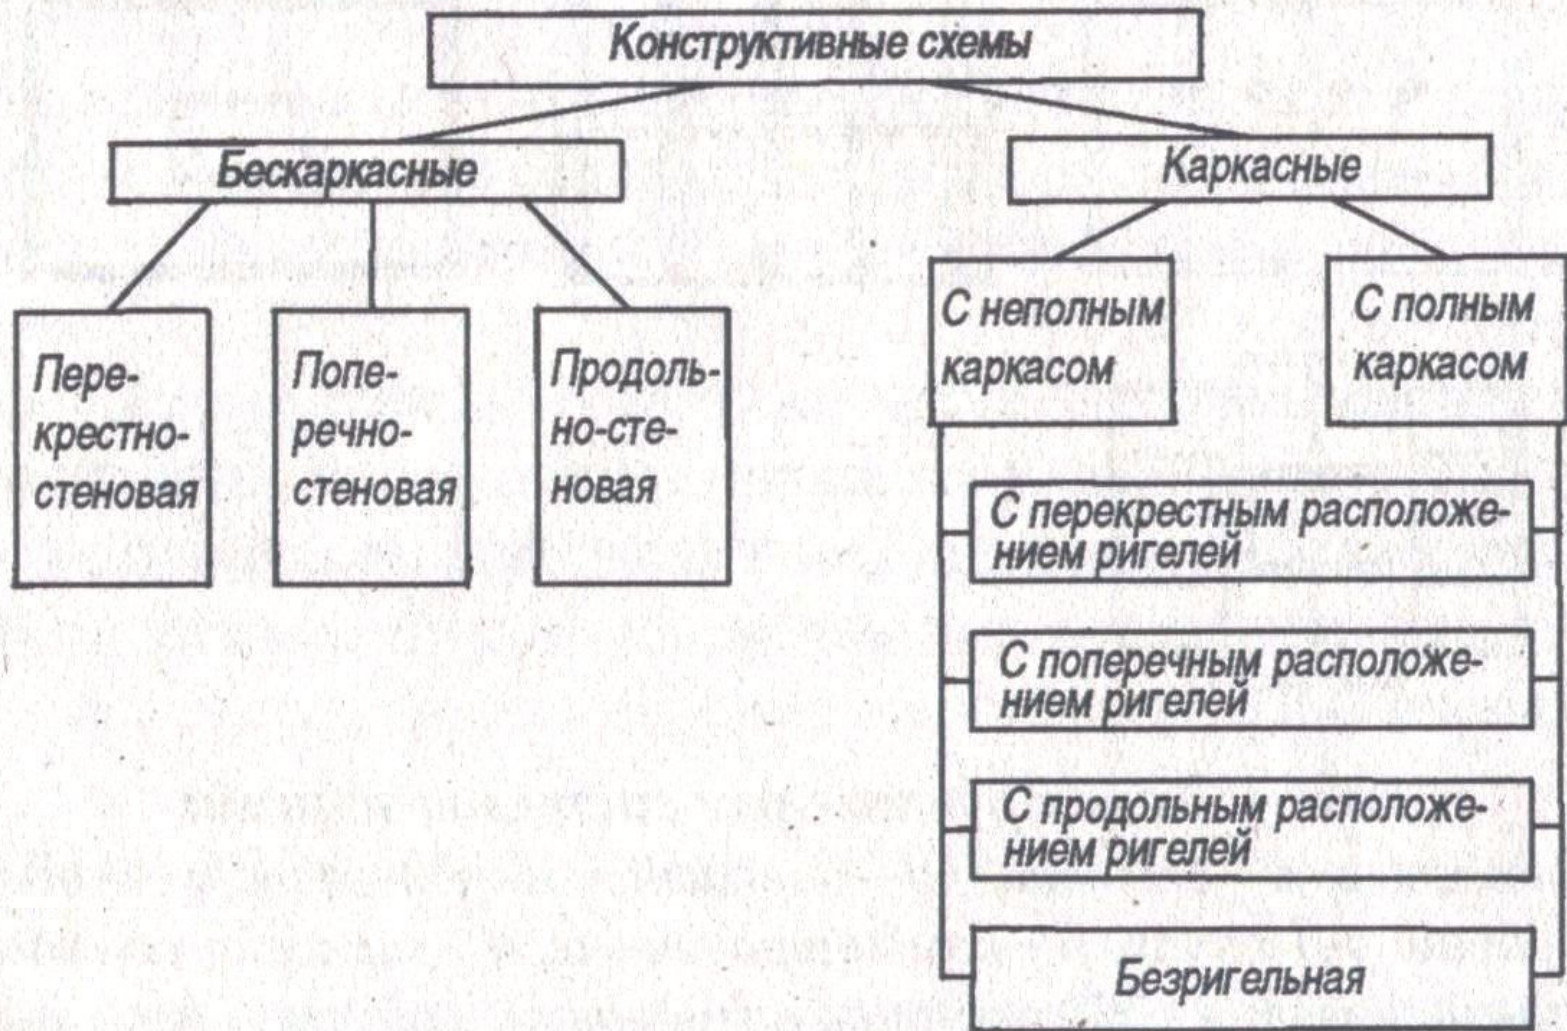 Конструктивные схемы
Бескаркасные
Каркасные
Пере-
крестно-
стеновая
Попе-
речно-
стеновая
Продоль-
но-сте-
новая
С неполным
каркасом
С полным
каркасом
С перекрестным расположе-
нием ригелей
С поперечным расположе-
нием ригелей
С продольным расположе-
нием ригелей
Безригельная